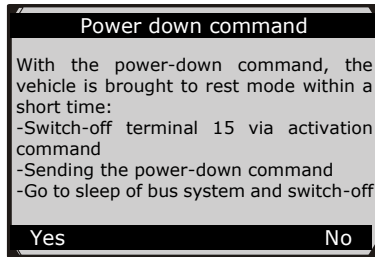 Power down command
With the power-down command, the
vehicle is brought to rest mode within a
short time:
-Switch-off terminal 15 via activation
command
-Sending the power-down command
-Go to sleep of bus system and switch-off
Yes No